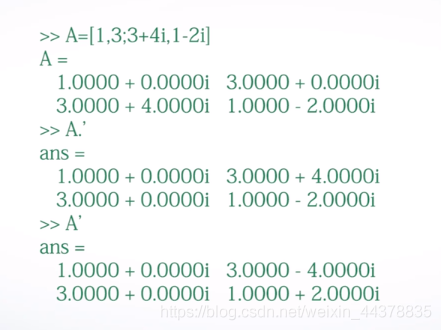 >> A=[1,3;3+4i,1-2i]
A =
1.0000 + 0.0000i 3.0000 + 0.0000i
3.0000 + 4.0000i 1.0000 - 2.0000i
>> A.’
ans =
1.0000 + 0.0000i 3.0000 + 4.0000i
3.0000 + 0.0000i 1.0000 - 2.0000i
>> A’
ans =
1.0000 + 0.0000i 3.0000 - 4.0000i
3.0000 + 0.0000i 1.0000 + 2.0000i
https://blog.csdn.net/weixin_44378835